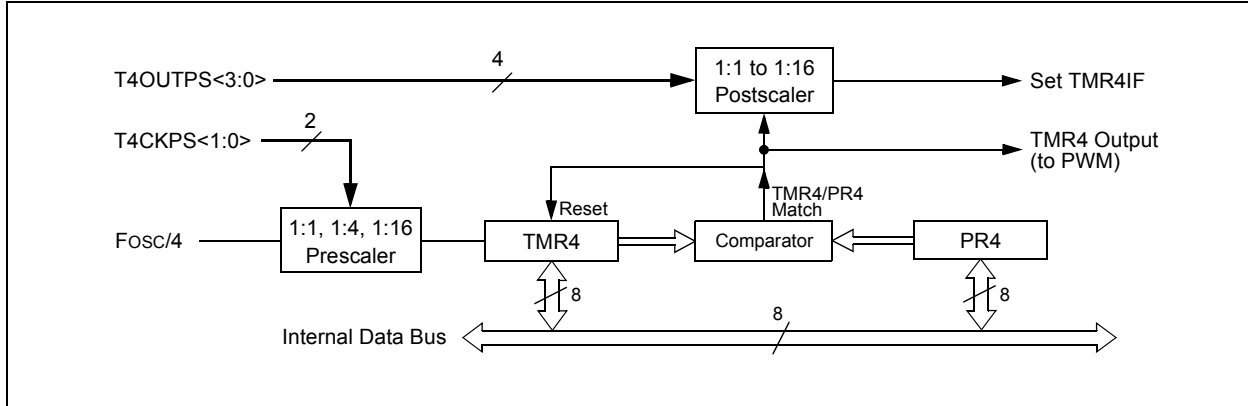 T4OUTPS<3:0>
4
1:1 to 1:16
Postscaler
Set TMR4IF
T4CKPS<1:0>
2
TMR4 Output
(to PWM)
Reset
TMR4/PR4
Match
FOSC/4
1:1, 1:4, 1:16
Prescaler
TMR4
Comparator
PR4
8
8
Internal Data Bus
8